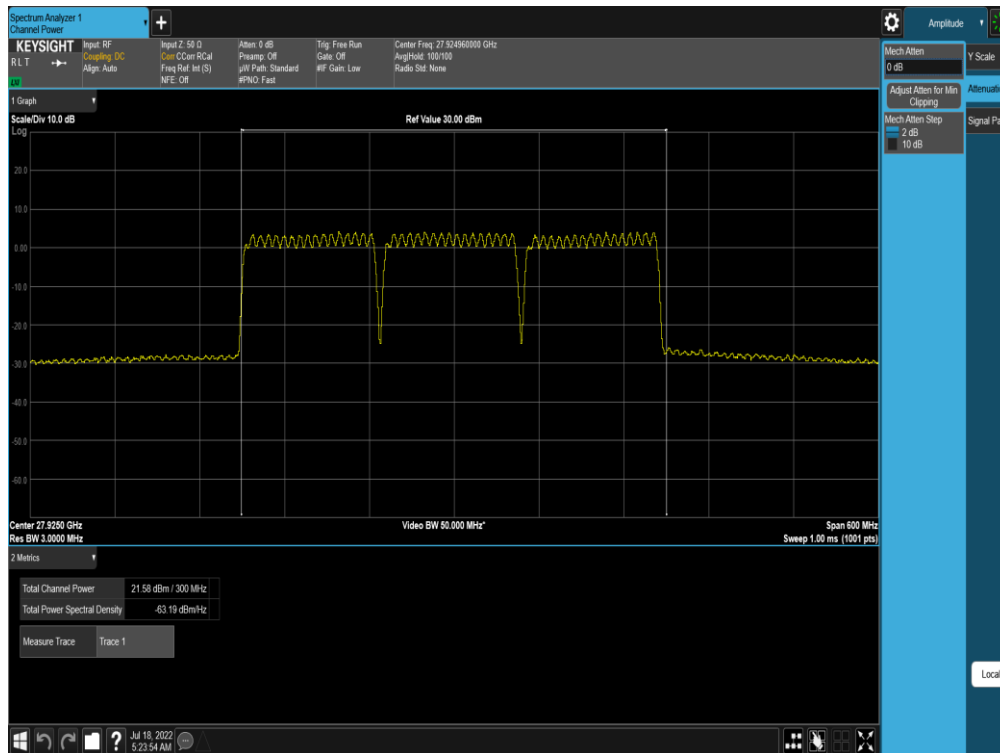 Spectrum Analyzer 1
Channel Power
+
Amplitude
KEYSIGHT
RLT
Input: RF
Coupling: DC
Align: Auto
Input Z: 50 Ω
Corr CCorr RCal
Freq Ref: Int (S)
NFE: Off
Atten: 0 dB
Preamp: Off
µW Path: Standard
#PNO: Fast
Trig: Free Run
Gate: Off
#IF Gain: Low
Center Freq: 27.924960000 GHz
Avg|Hold: 100/100
Radio Std: None
Mech Atten
0 dB
Adjust Atten for Min
Clipping
Mech Atten Step
2 dB
10 dB
Y Scale
Attenuati
Signal Pa
1 Graph
Scale/Div 10.0 dB
Ref Value 30.00 dBm
Log
20.0
10.0
0.00
-10.0
-20.0
-30.0
-40.0
-50.0
-60.0
Center 27.9250 GHz
Video BW 50.000 MHz*
Span 600 MHz
Res BW 3.0000 MHz
Sweep 1.00 ms (1001 pts)
2 Metrics
Total Channel Power 21.58 dBm / 300 MHz
Total Power Spectral Density -63.19 dBm/Hz
Measure Trace Trace 1
Local
?
Jul 18, 2022
5:23:54 AM